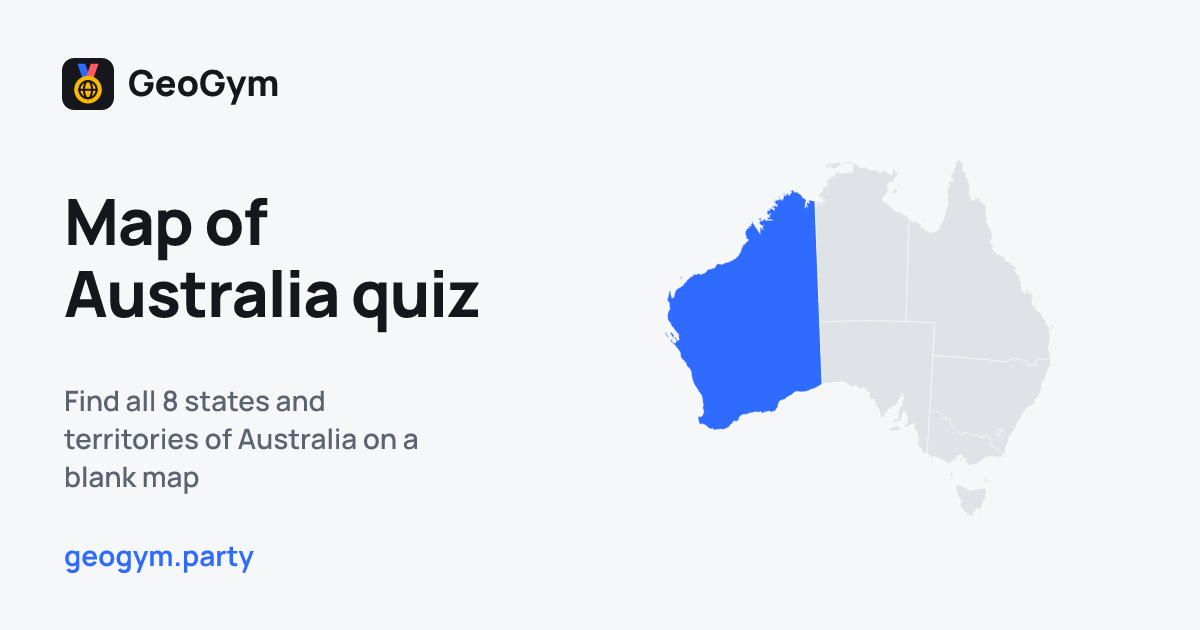 GeoGym
Map of
Australia quiz
Find all 8 states and
territories of Australia on a
blank map
geogym.party